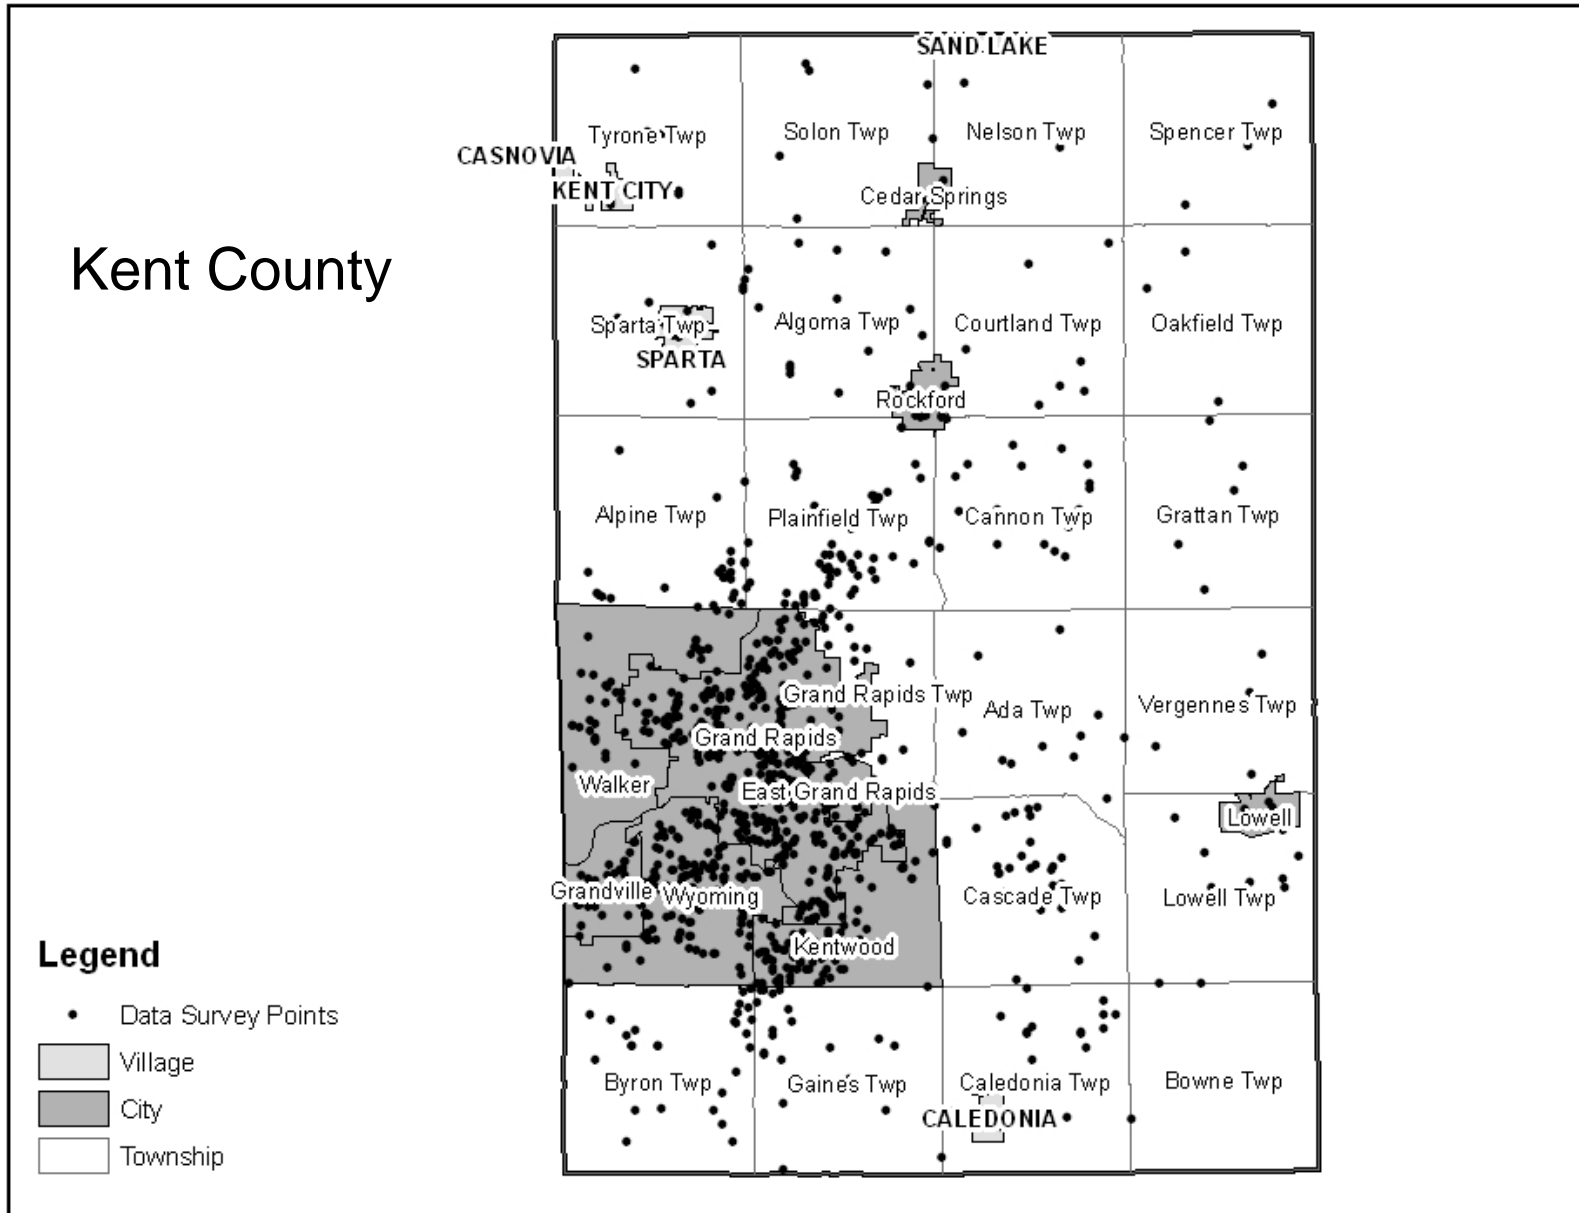 SAND LAKE
Tyrone Twp
Solon Twp
Nelson Twp
Spencer Twp
CASNOVIA
KENT CITY
Cedar Springs
Kent County
Sparta Twp
Algoma Twp
Courtland Twp
Oakfield Twp
SPARTA
Rockford
Alpine Twp
Plainfield Twp
Cannon Twp
Grattan Twp
Grand Rapids Twp
Ada Twp
Vergennes Twp
Grand Rapids
Walker
East Grand Rapids
Lowell
Grandville
Wyoming
Cascade Twp
Lowell Twp
Kentwood
Legend
Data Survey Points
Village
City
Township
Byron Twp
Gaines Twp
Caledonia Twp
Bowne Twp
CALEDONIA